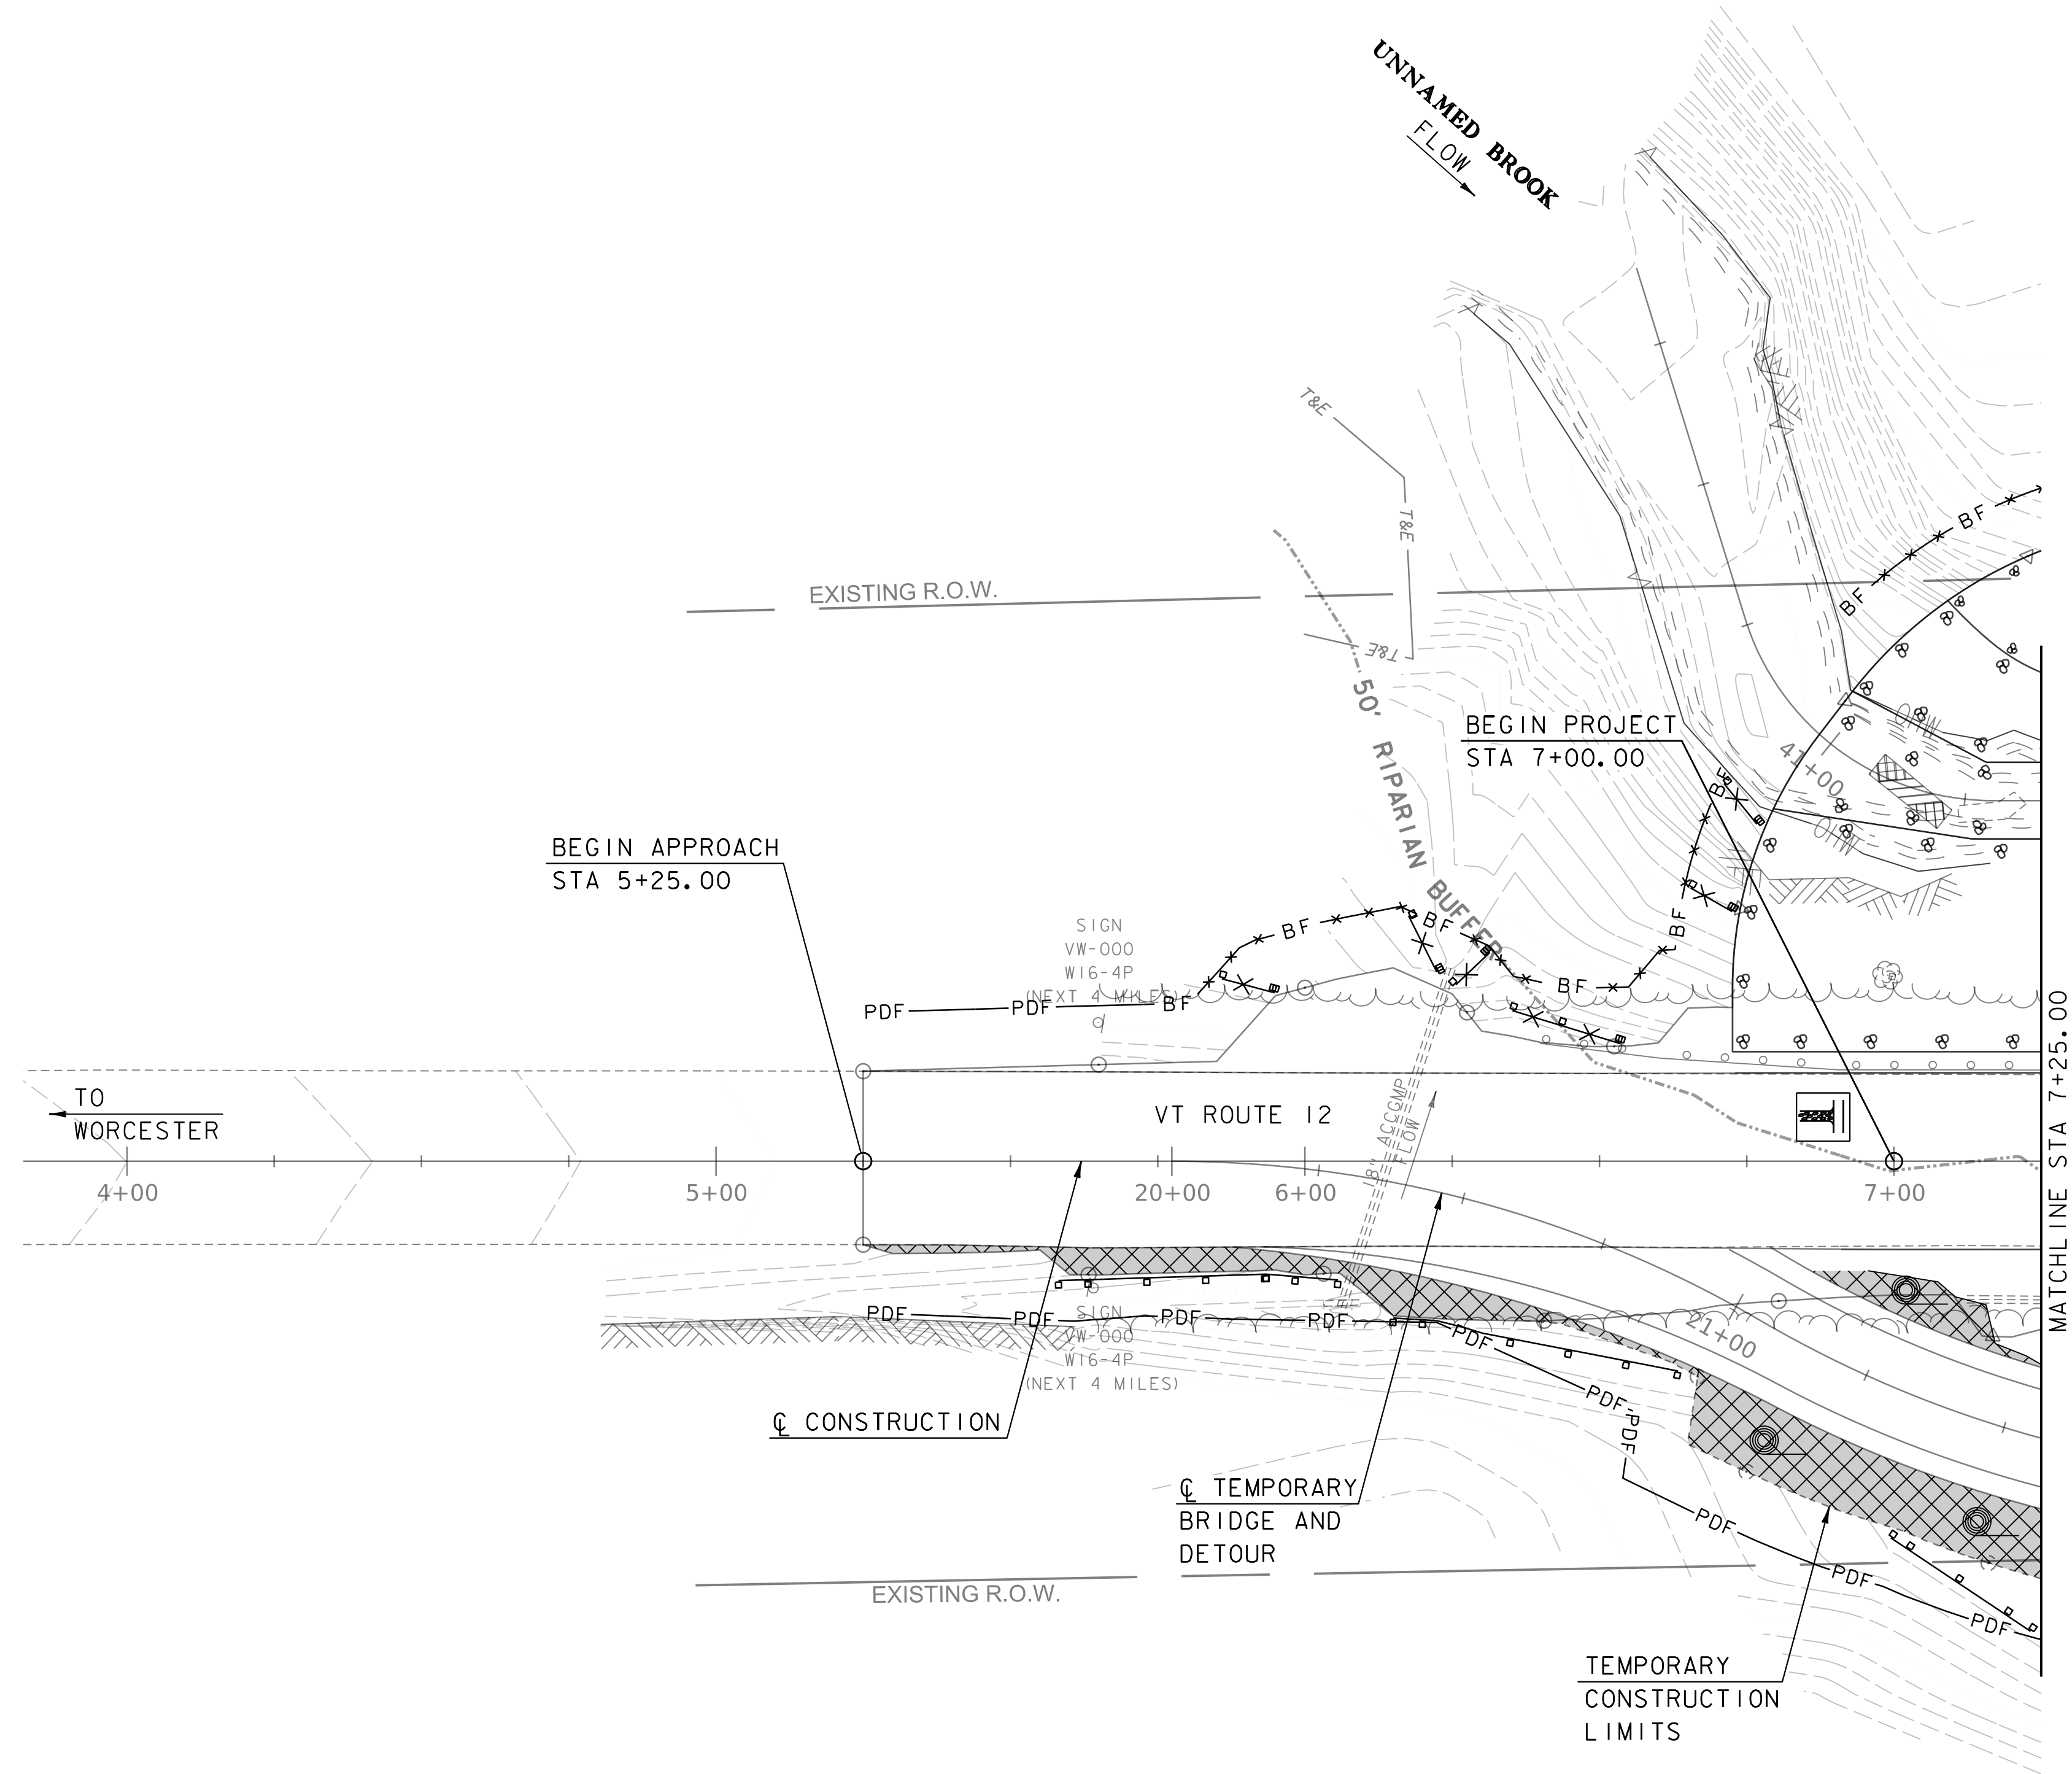 UNNAMED BROOK
FLOW
T&E
T&E
T&E
EXISTING R.O.W.
BF
BF
50' RIPARIAN BUFFER
BEGIN PROJECT
STA 7+00.00
41+00
BF
BEGIN APPROACH
STA 5+25.00
SIGN
VW-000
W16-4P
(NEXT 4 MILES)
BF
BF
BF
BF
PDF
PDF
BF
TO
WORCESTER
VT ROUTE 12
18" ACCGMP
FLOW
4+00
5+00
20+00
6+00
7+00
MATCHLINE STA 7+25.00
PDF
PDF
PDF
PDF
PDF
SIGN
VW-000
W16-4P
(NEXT 4 MILES)
21+00
PDF
PDF
℄ CONSTRUCTION
℄ TEMPORARY
BRIDGE AND
DETOUR
PDF
PDF
PDF
EXISTING R.O.W.
TEMPORARY
CONSTRUCTION
LIMITS